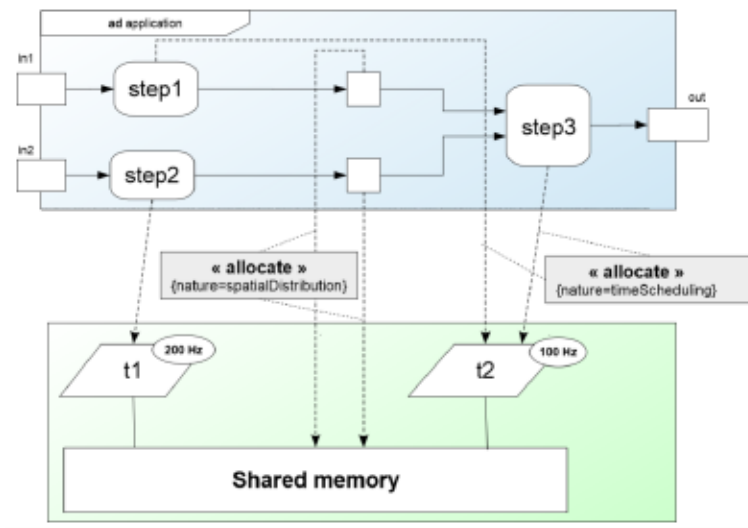 ad application
in1
step1
out
step3
in2
step2
« allocate »
{nature=spatialDistribution}
« allocate »
{nature=timeScheduling}
200 Hz
t1
100 Hz
t2
Shared memory